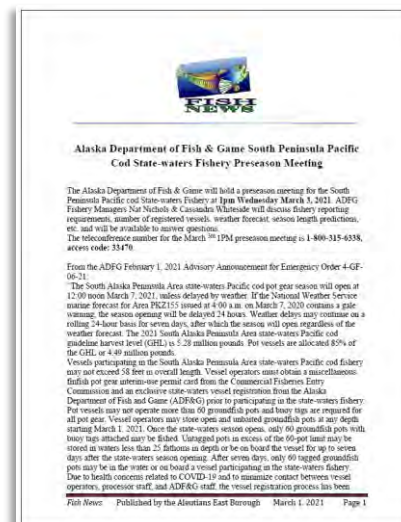 FISH
NEWS
Alaska Department of Fish & Game South Peninsula Pacific
Cod State-waters Fishery Preseason Meeting
The Alaska Department of Fish & Game will hold a preseason meeting for the South
Peninsula Pacific cod State-waters Fishery at 1pm Wednesday March 3, 2021. ADFG
Fishery Managers Nat Nichols & Cassandra Whiteside will discuss fishery reporting
requirements, number of registered vessels, weather forecast, season length predictions,
etc. and will be available to answer questions.
The teleconference number for the March 1PM preseason meeting is 1-800-315-6338,
access code: 33470.
From the ADFG February 1, 2021 Advisory Announcement for Emergency Order 4-GF-
06-21:
"The South Alaska Peninsula Area state-waters Pacific cod pot gear season will open at
12:00 noon March 7, 2021, unless delayed by weather. If the National Weather Service
marine forecast for Area PKZ155 issued at 4:00 a.m. on March 7, 2020 contains a gale
warning, the season opening will be delayed 24 hours. Weather delays may continue on a
rolling 24-hour basis for seven days, after which the season will open regardless of the
weather forecast. The 2021 South Alaska Peninsula Area state-waters Pacific cod
guideline harvest level (GHL) is 5.28 million pounds. Pot vessels are allocated 85% of
the GHL or 4.49 million pounds.
Vessels participating in the South Alaska Peninsula Area state-waters Pacific cod fishery
may not exceed 58 feet in overall length. Vessel operators must obtain a miscellaneous
finfish pot gear interim-use permit card from the Commercial Fisheries Entry
Commission and an exclusive state-waters vessel registration from the Alaska
Department of Fish and Game (ADF&G) prior to participating in the state-waters fishery.
Pot vessels may not operate more than 60 groundfish pots and buoy tags are required for
all pot gear. Vessel operators may store open and unbaited groundfish pots at any depth
starting March 1, 2021. Once the state-waters season opens, only 60 groundfish pots with
buoy tags attached may be fished. Untagged pots in excess of the 60-pot limit may be
stored in waters less than 25 fathoms in depth or be on board the vessel for up to seven
days after the state-waters season opening. After seven days, only 60 tagged groundfish
pots may be in the water or on board a vessel participating in the state-waters fishery.
Due to health concerns related to COVID-19 and to minimize contact between vessel
operators, processor staff, and ADF&G staff, the vessel registration process has been
Fish News Published by the Aleutians East Borough March 1, 2021 Page 1